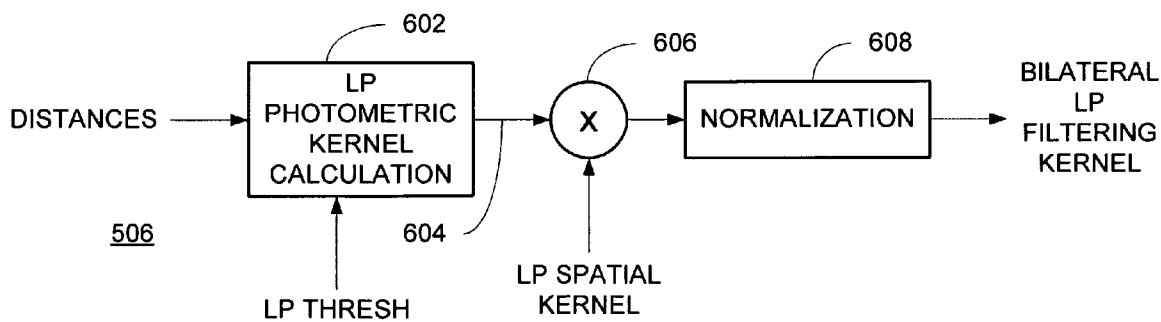 602
606
608
LP
PHOTOMETRIC
KERNEL
CALCULATION
DISTANCES
X
NORMALIZATION
BILATERAL
LP
FILTERING
KERNEL
506
604
LP THRESH
LP SPATIAL
KERNEL